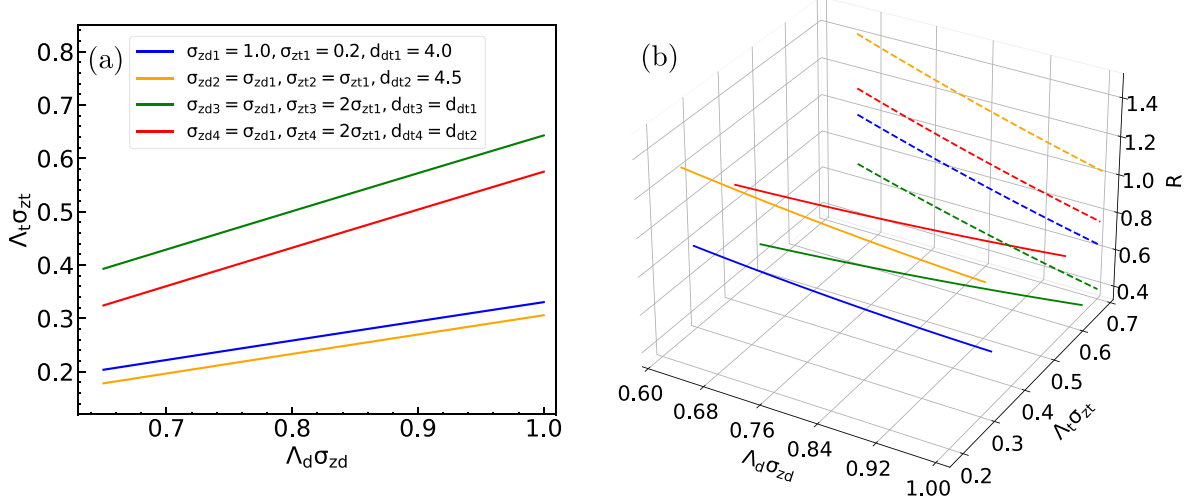 (a)
σzd1 = 1.0, σzt1 = 0.2, ddt1 = 4.0
σzd2 = σzd1, σzt2 = σzt1, ddt2 = 4.5
σzd3 = σzd1, σzt3 = 2σzt1, ddt3 = ddt1
σzd4 = σzd1, σzt4 = 2σzt1, ddt4 = ddt2
0.8
0.7
0.6
0.5
0.4
0.3
0.2
Λtσzt
0.7
0.8
0.9
1.0
Λdσzd
(b)
1.4
1.2
1.0
0.8
0.6
0.4
R
0.7
0.6
0.5
0.4
0.3
0.2
Λtσzt
0.60
0.68
0.76
0.84
0.92
1.00
Λdσzd